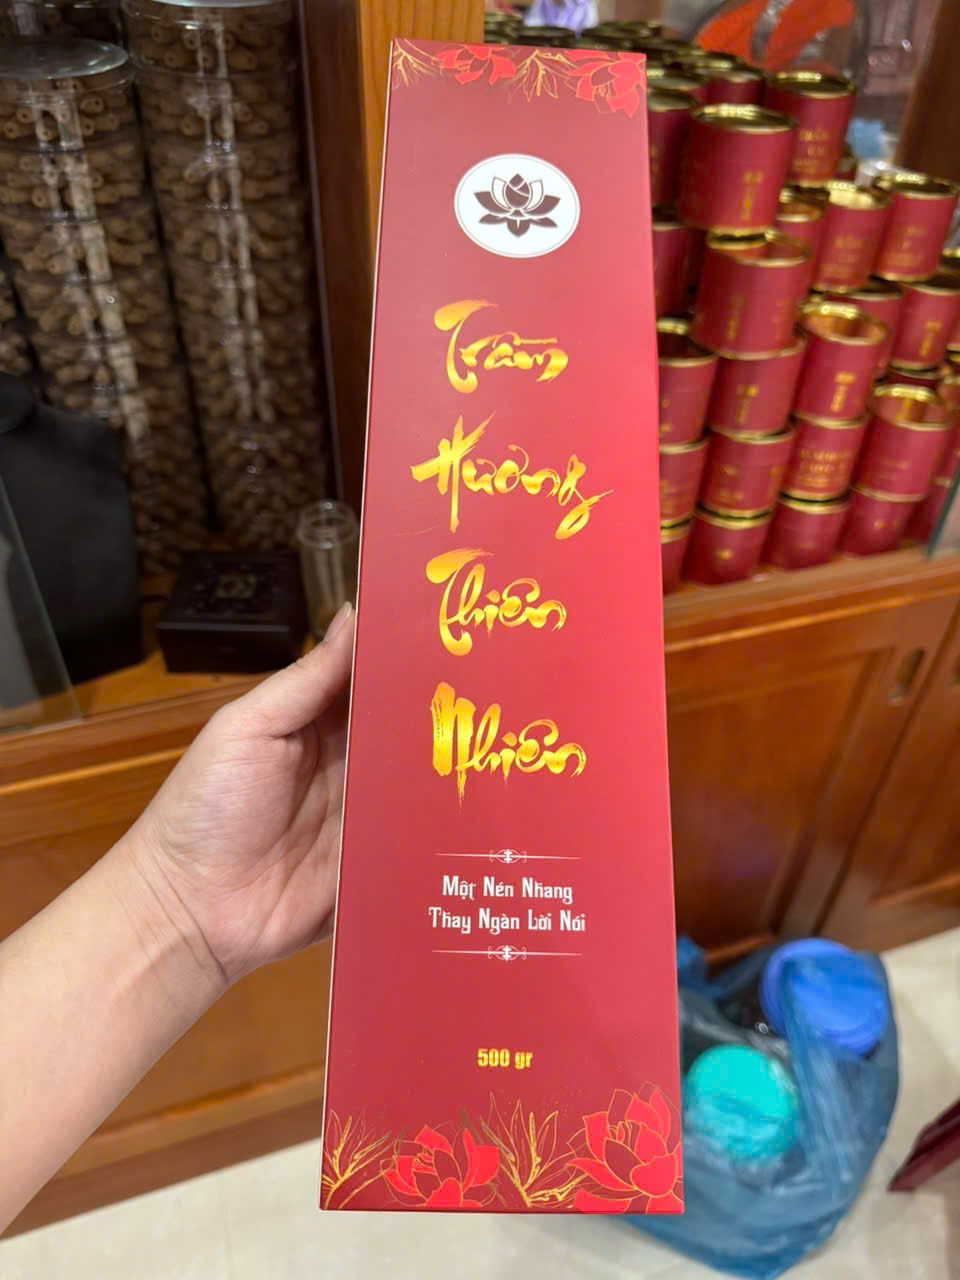 Trầm
Hương
Thiên
Nhiên
Một Nén Nhang
Thay Ngàn Lời Nói
500 gr